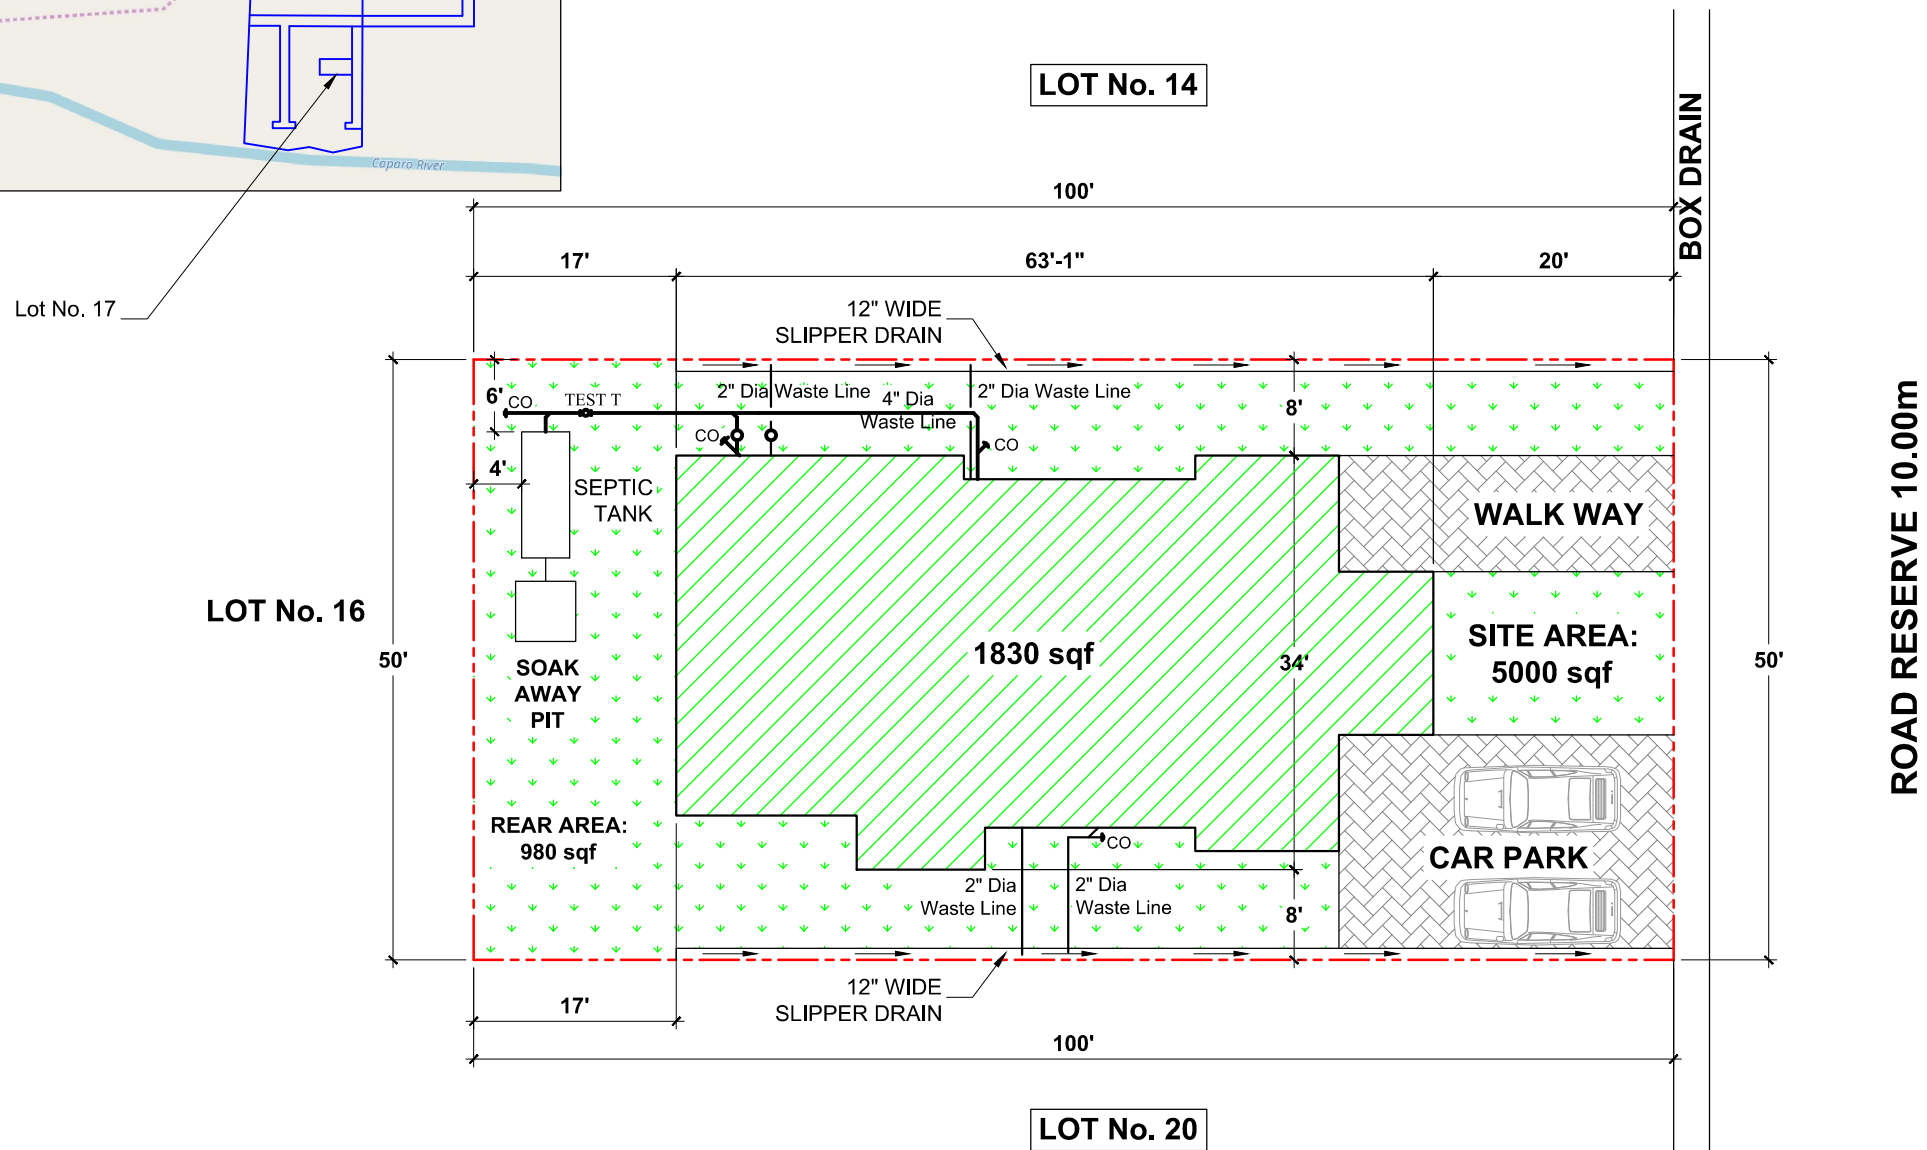 LOT No. 14
Caparo River
BOX DRAIN
100'
17'
63'-1"
20'
Lot No. 17
12" WIDE
SLIPPER DRAIN
6'
CO
TEST T
2" Dia Waste Line
4" Dia
Waste Line
2" Dia Waste Line
8'
CO
CO
4'
SEPTIC
TANK
WALK WAY
ROAD RESERVE 10.00m
LOT No. 16
50'
SOAK
AWAY
PIT
1830 sqf
34'
SITE AREA:
5000 sqf
50'
REAR AREA:
980 sqf
CO
CAR PARK
2" Dia
Waste Line
2" Dia
Waste Line
8'
12" WIDE
SLIPPER DRAIN
17'
100'
LOT No. 20